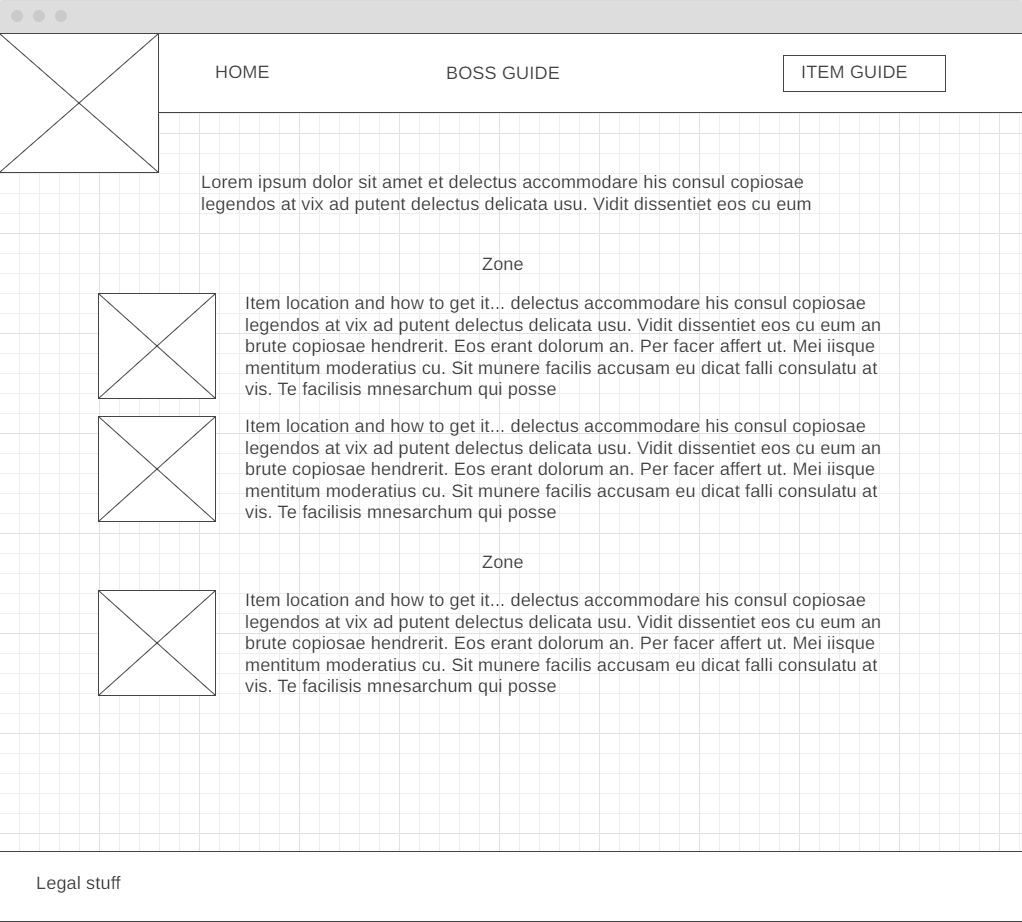 HOME
BOSS GUIDE
ITEM GUIDE
Lorem ipsum dolor sit amet et delectus accommodare his consul copiosae
legendos at vix ad putent delectus delicata usu. Vidit dissentiet eos cu eum
Zone
Item location and how to get it... delectus accommodare his consul copiosae
legendos at vix ad putent delectus delicata usu. Vidit dissentiet eos cu eum an
brute copiosae hendrerit. Eos erant dolorum an. Per facer affert ut. Mei iisque
mentitum moderatius cu. Sit munere facilis accusam eu dicat falli consulatu at
vis. Te facilisis mnesarchum qui posse
Item location and how to get it... delectus accommodare his consul copiosae
legendos at vix ad putent delectus delicata usu. Vidit dissentiet eos cu eum an
brute copiosae hendrerit. Eos erant dolorum an. Per facer affert ut. Mei iisque
mentitum moderatius cu. Sit munere facilis accusam eu dicat falli consulatu at
vis. Te facilisis mnesarchum qui posse
Zone
Item location and how to get it... delectus accommodare his consul copiosae
legendos at vix ad putent delectus delicata usu. Vidit dissentiet eos cu eum an
brute copiosae hendrerit. Eos erant dolorum an. Per facer affert ut. Mei iisque
mentitum moderatius cu. Sit munere facilis accusam eu dicat falli consulatu at
vis. Te facilisis mnesarchum qui posse
Legal stuff